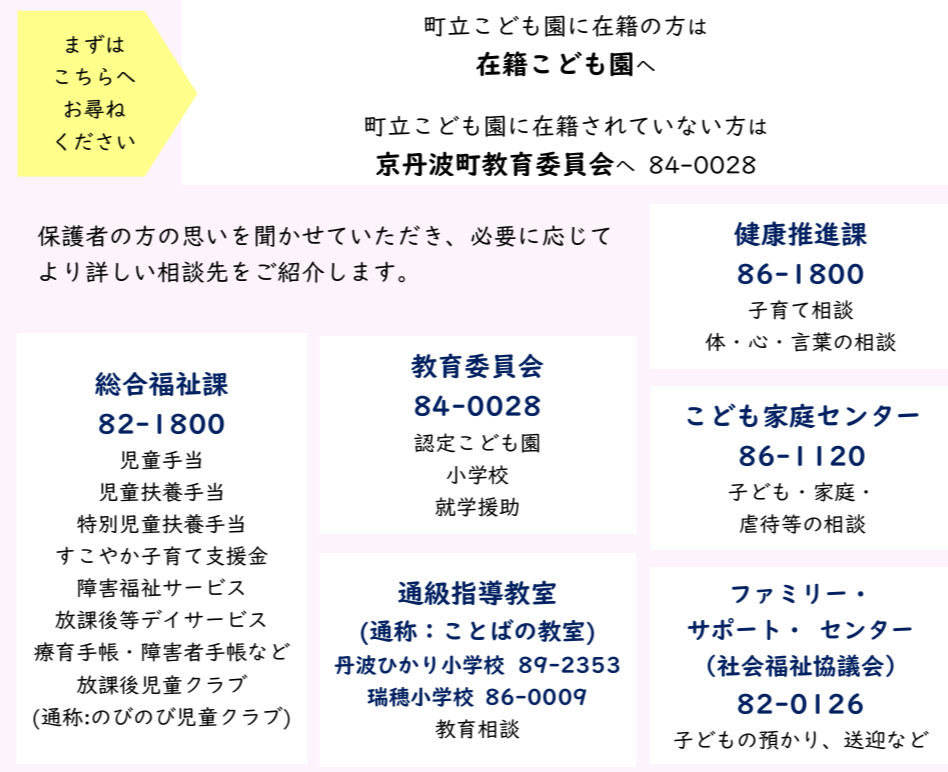 まずは
こちらへ
お尋ね
ください
町立こども園に在籍の方は
在籍こども園へ
町立こども園に在籍されていない方は
京丹波町教育委員会へ 84-0028
保護者の方の思いを聞かせていただき、必要に応じて
より詳しい相談先をご紹介します。
総合福祉課
82-1800
児童手当
児童扶養手当
特別児童扶養手当
すこやか子育て支援金
障害福祉サービス
放課後等デイサービス
療育手帳・障害者手帳など
放課後児童クラブ
(通称:のびのび児童クラブ)
教育委員会
84-0028
認定こども園
小学校
就学援助
通級指導教室
(通称：ことばの教室)
丹波ひかり小学校 89-2353
瑞穂小学校 86-0009
教育相談
健康推進課
86-1800
子育て相談
体・心・言葉の相談
こども家庭センター
86-1120
子ども・家庭・
虐待等の相談
ファミリー・
サポート・ センター
（社会福祉協議会）
82-0126
子どもの預かり、送迎など